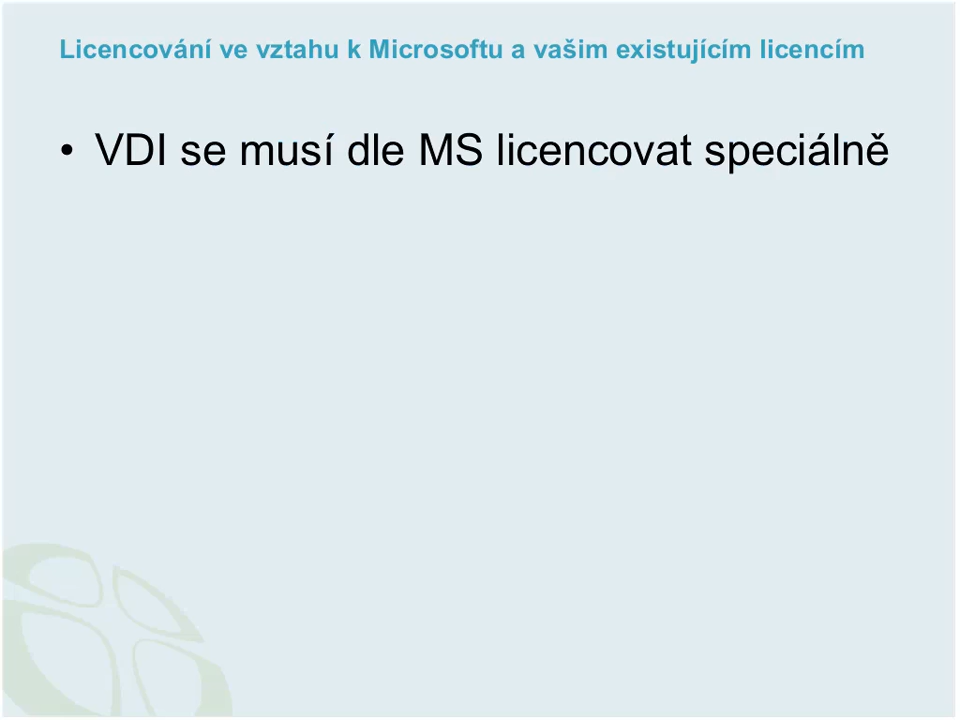 Licencování ve vztahu k Microsoftu a vašim existujícím licencím
• VDI se musí dle MS licencovat speciálně